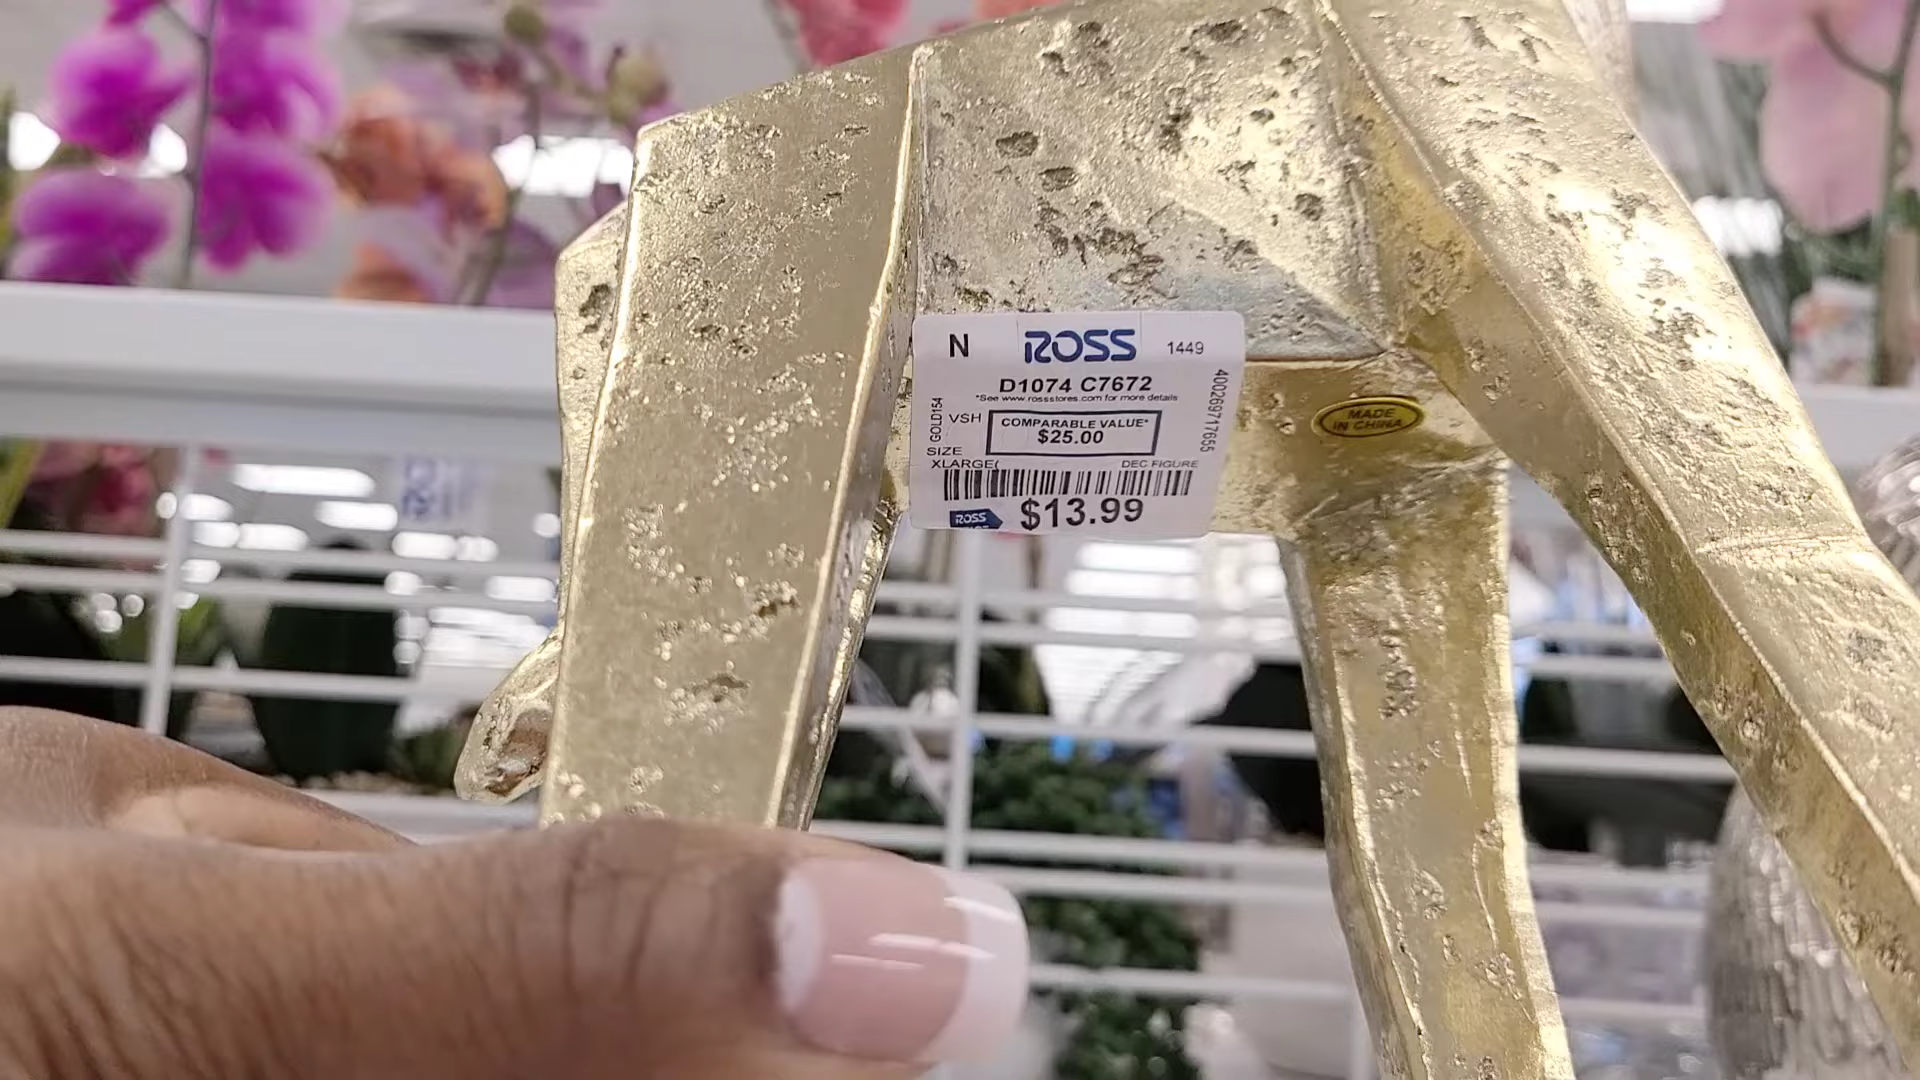 N ROSS 1449
D1074 C7672
*See www.rossstores.com for more details
GOLD154
VSH
COMPARABLE VALUE*
$25.00
SIZE
XLARGE(
DEC FIGURE
400269717655
ROSS
$13.99
MADE
IN CHINA